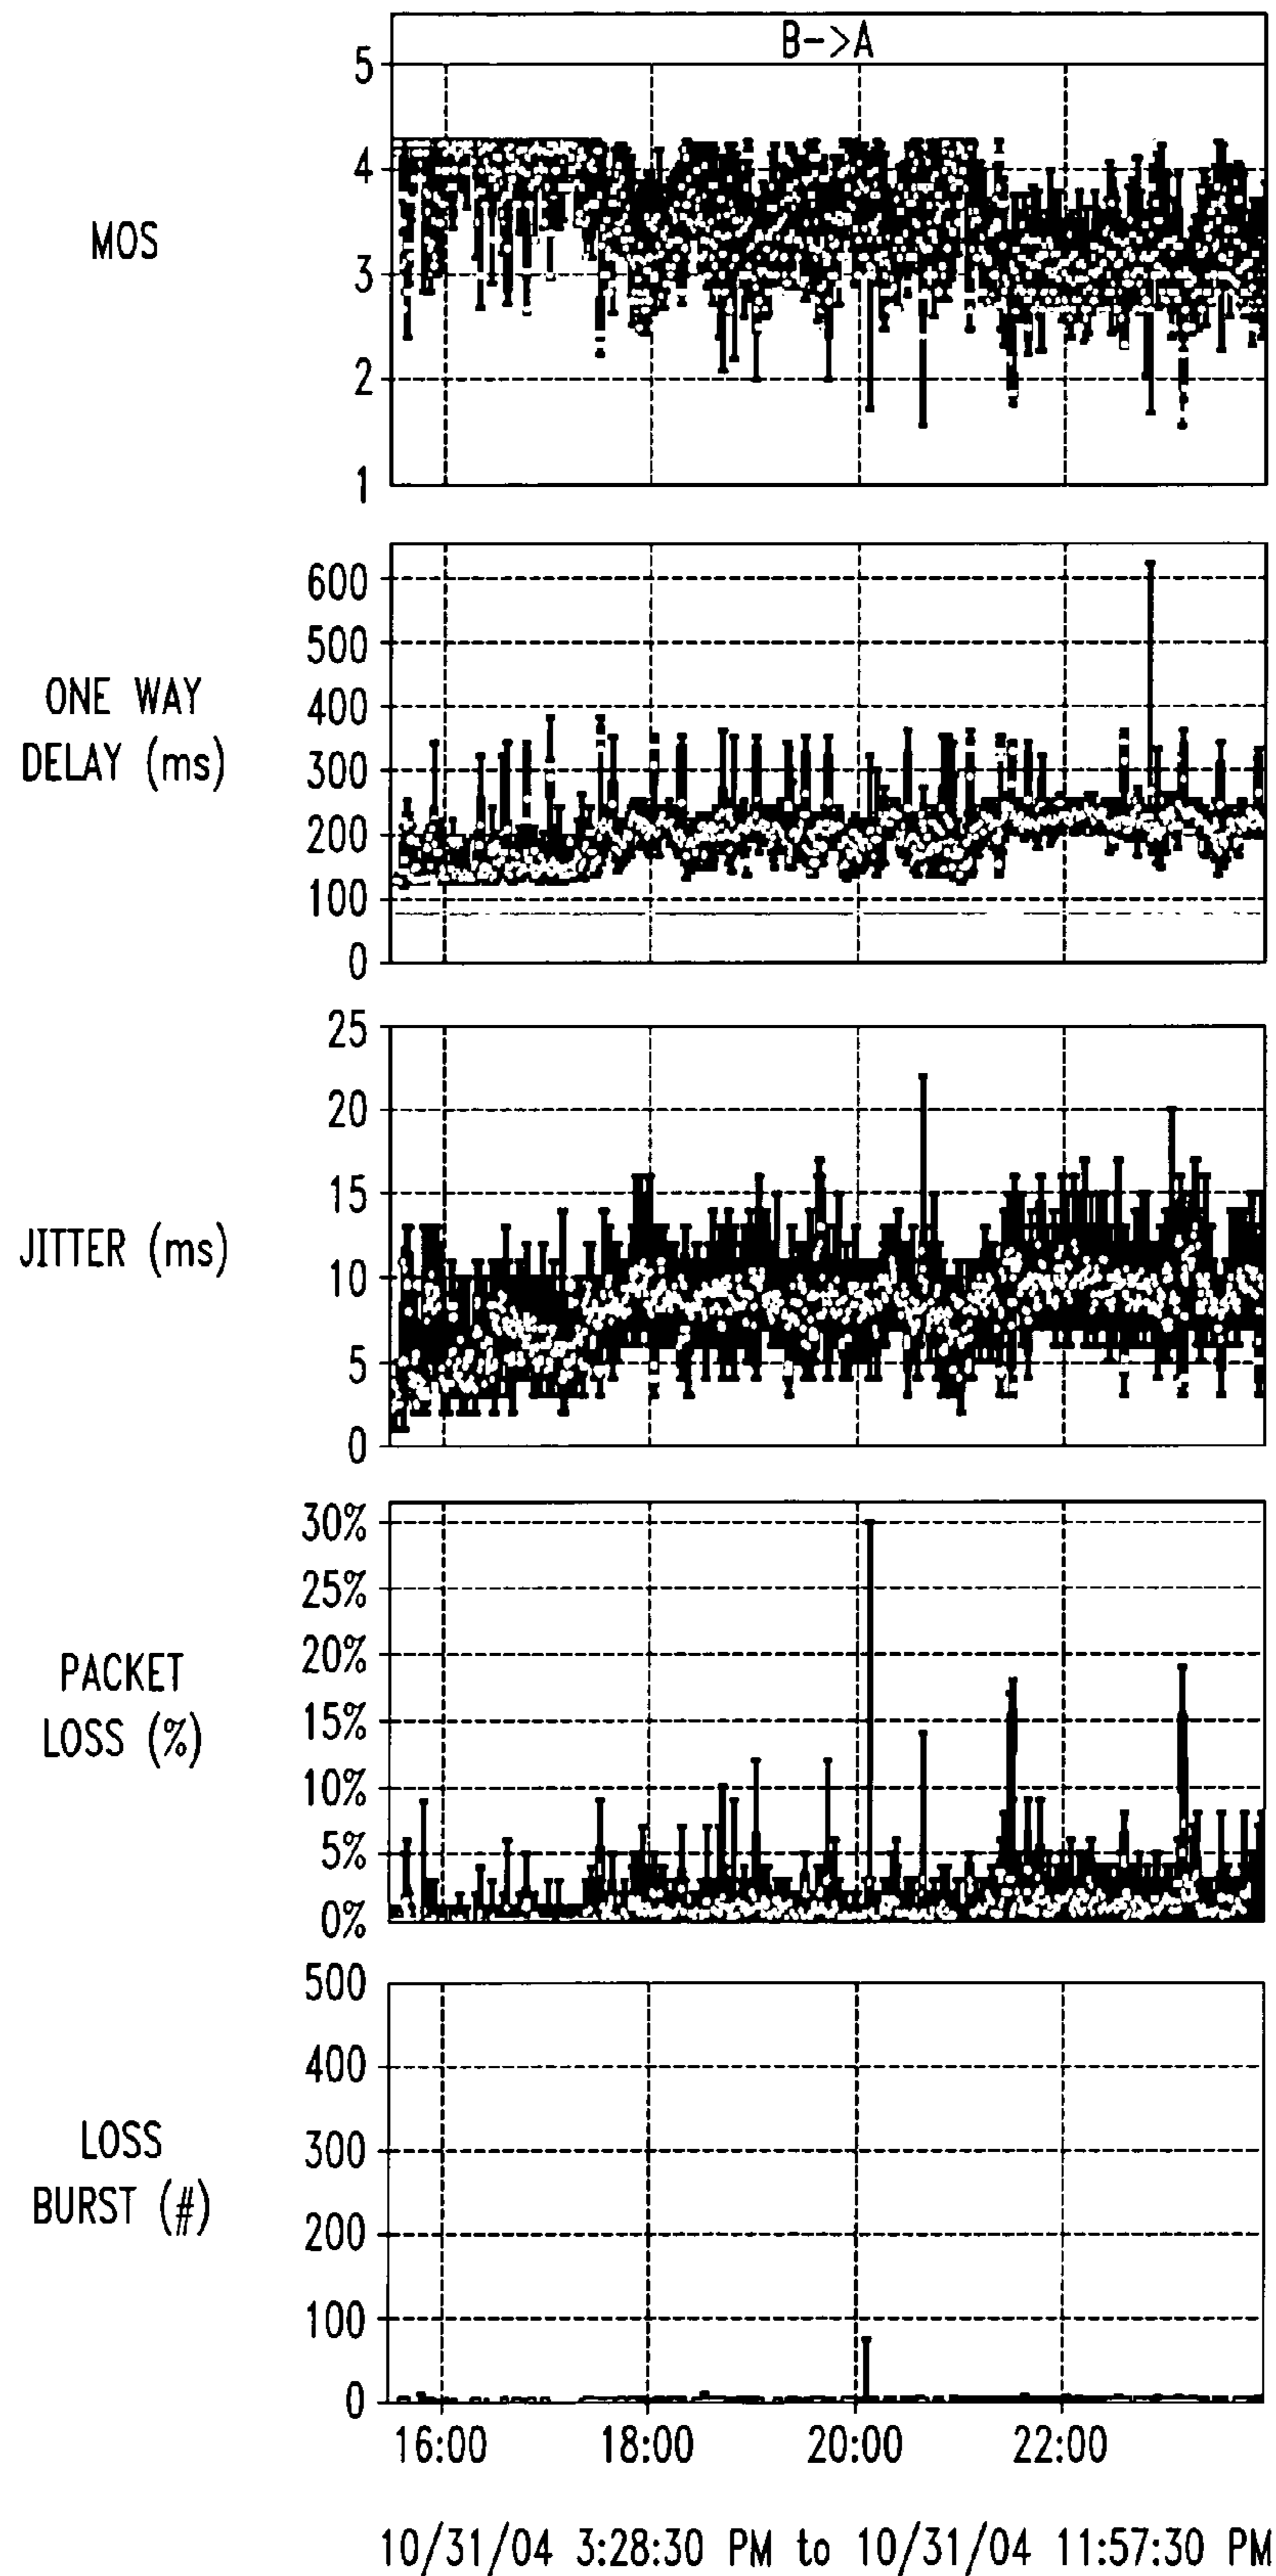 B->A
5
4
3
2
1
MOS
600
500
400
300
200
100
0
ONE WAY
DELAY (ms)
25
20
15
10
5
0
JITTER (ms)
30%
25%
20%
15%
10%
5%
0%
PACKET
LOSS (%)
500
400
300
200
100
0
LOSS
BURST (#)
16:00 18:00 20:00 22:00
10/31/04 3:28:30 PM to 10/31/04 11:57:30 PM